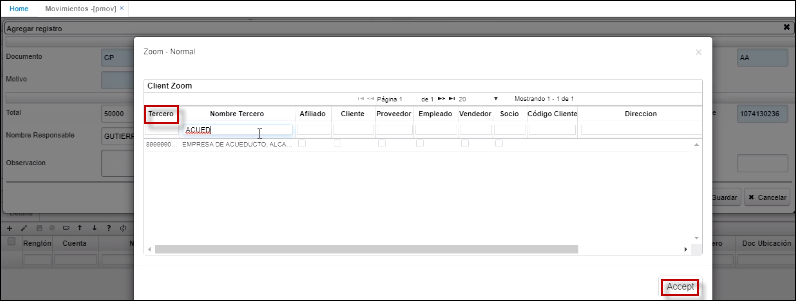 Home Movimientos -[pmov] ×
Agregar registro ✖
Documento CP AA
Motivo
Total 50000 1074130236
Nombre Responsable GUTIERR
Observacion
Guardar ✖ Cancelar
Zoom - Normal ×
Client Zoom
Página 1 de 1 20 Mostrando 1 - 1 de 1
Tercero Nombre Tercero Afiliado Cliente Proveedor Empleado Vendedor Socio Código Cliente Direccion
ACUED
8000000... EMPRESA DE ACUEDUCTO, ALCA...
Accept
Renglón Cuenta N Doc Ubicación